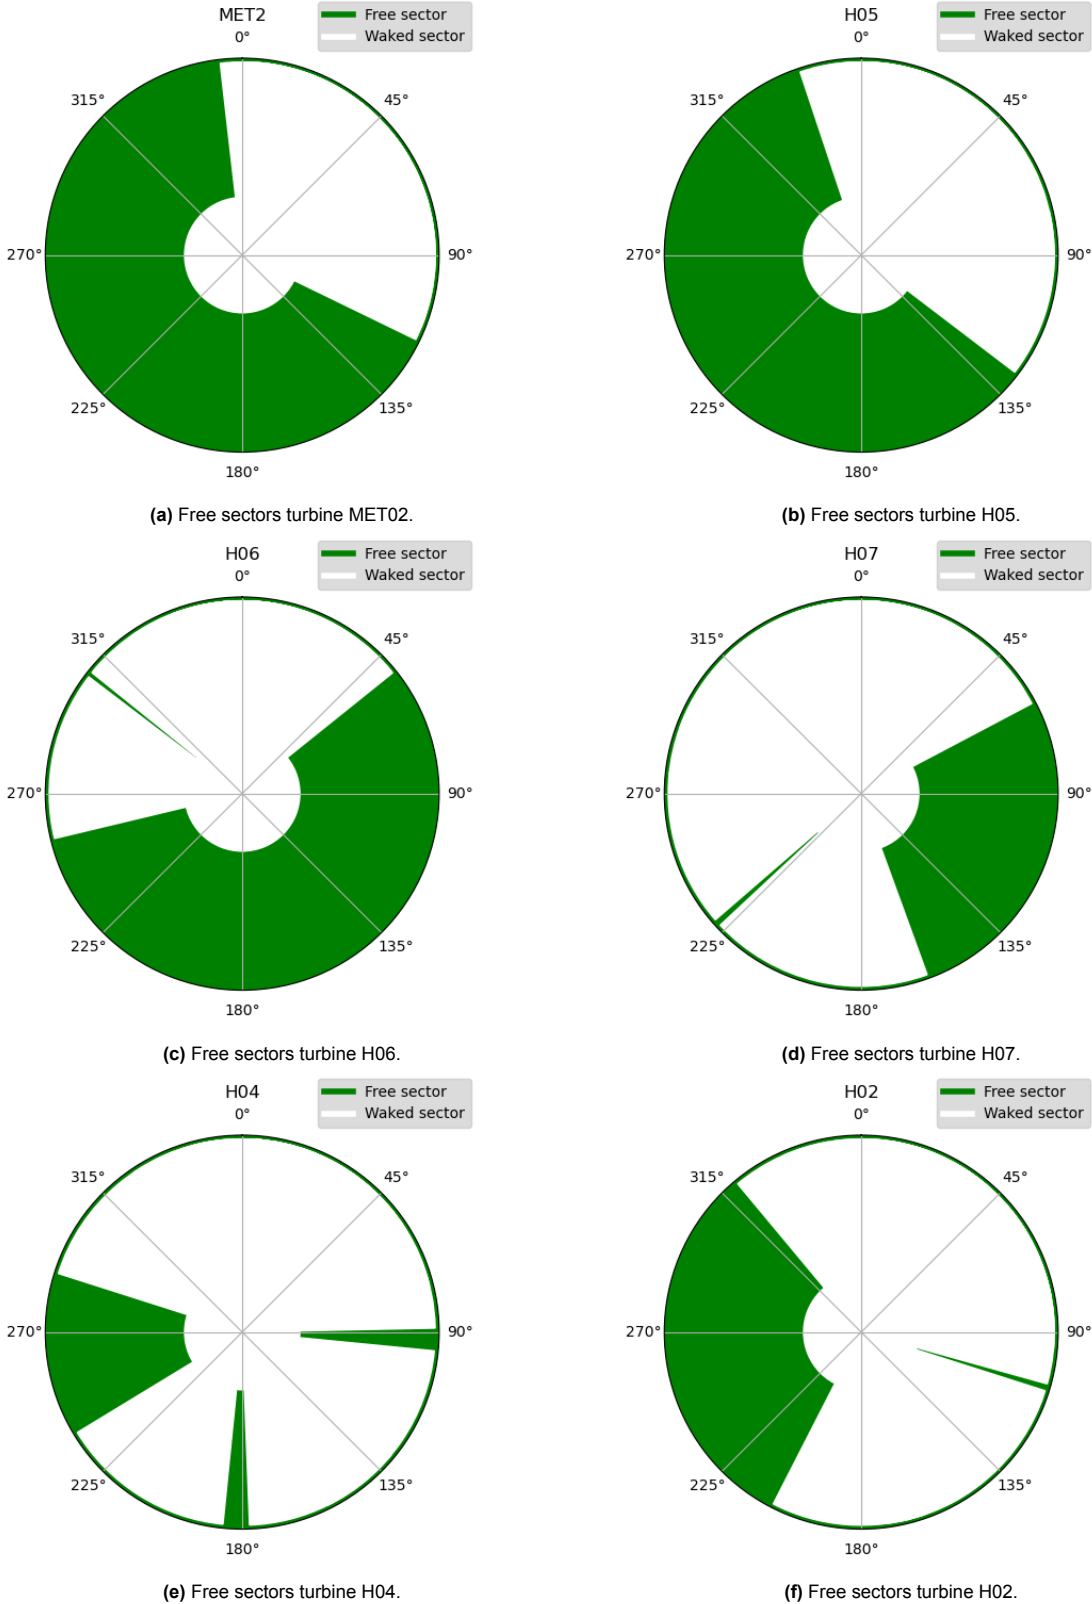 MET2
Free sector
Waked sector
0°
315°
45°
270°
90°
225°
135°
180°
(a) Free sectors turbine MET02.
H05
Free sector
Waked sector
0°
315°
45°
270°
90°
225°
135°
180°
(b) Free sectors turbine H05.
H06
Free sector
Waked sector
0°
315°
45°
270°
90°
225°
135°
180°
(c) Free sectors turbine H06.
H07
Free sector
Waked sector
0°
315°
45°
270°
90°
225°
135°
180°
(d) Free sectors turbine H07.
H04
Free sector
Waked sector
0°
315°
45°
270°
90°
225°
135°
180°
(e) Free sectors turbine H04.
H02
Free sector
Waked sector
0°
315°
45°
270°
90°
225°
135°
180°
(f) Free sectors turbine H02.